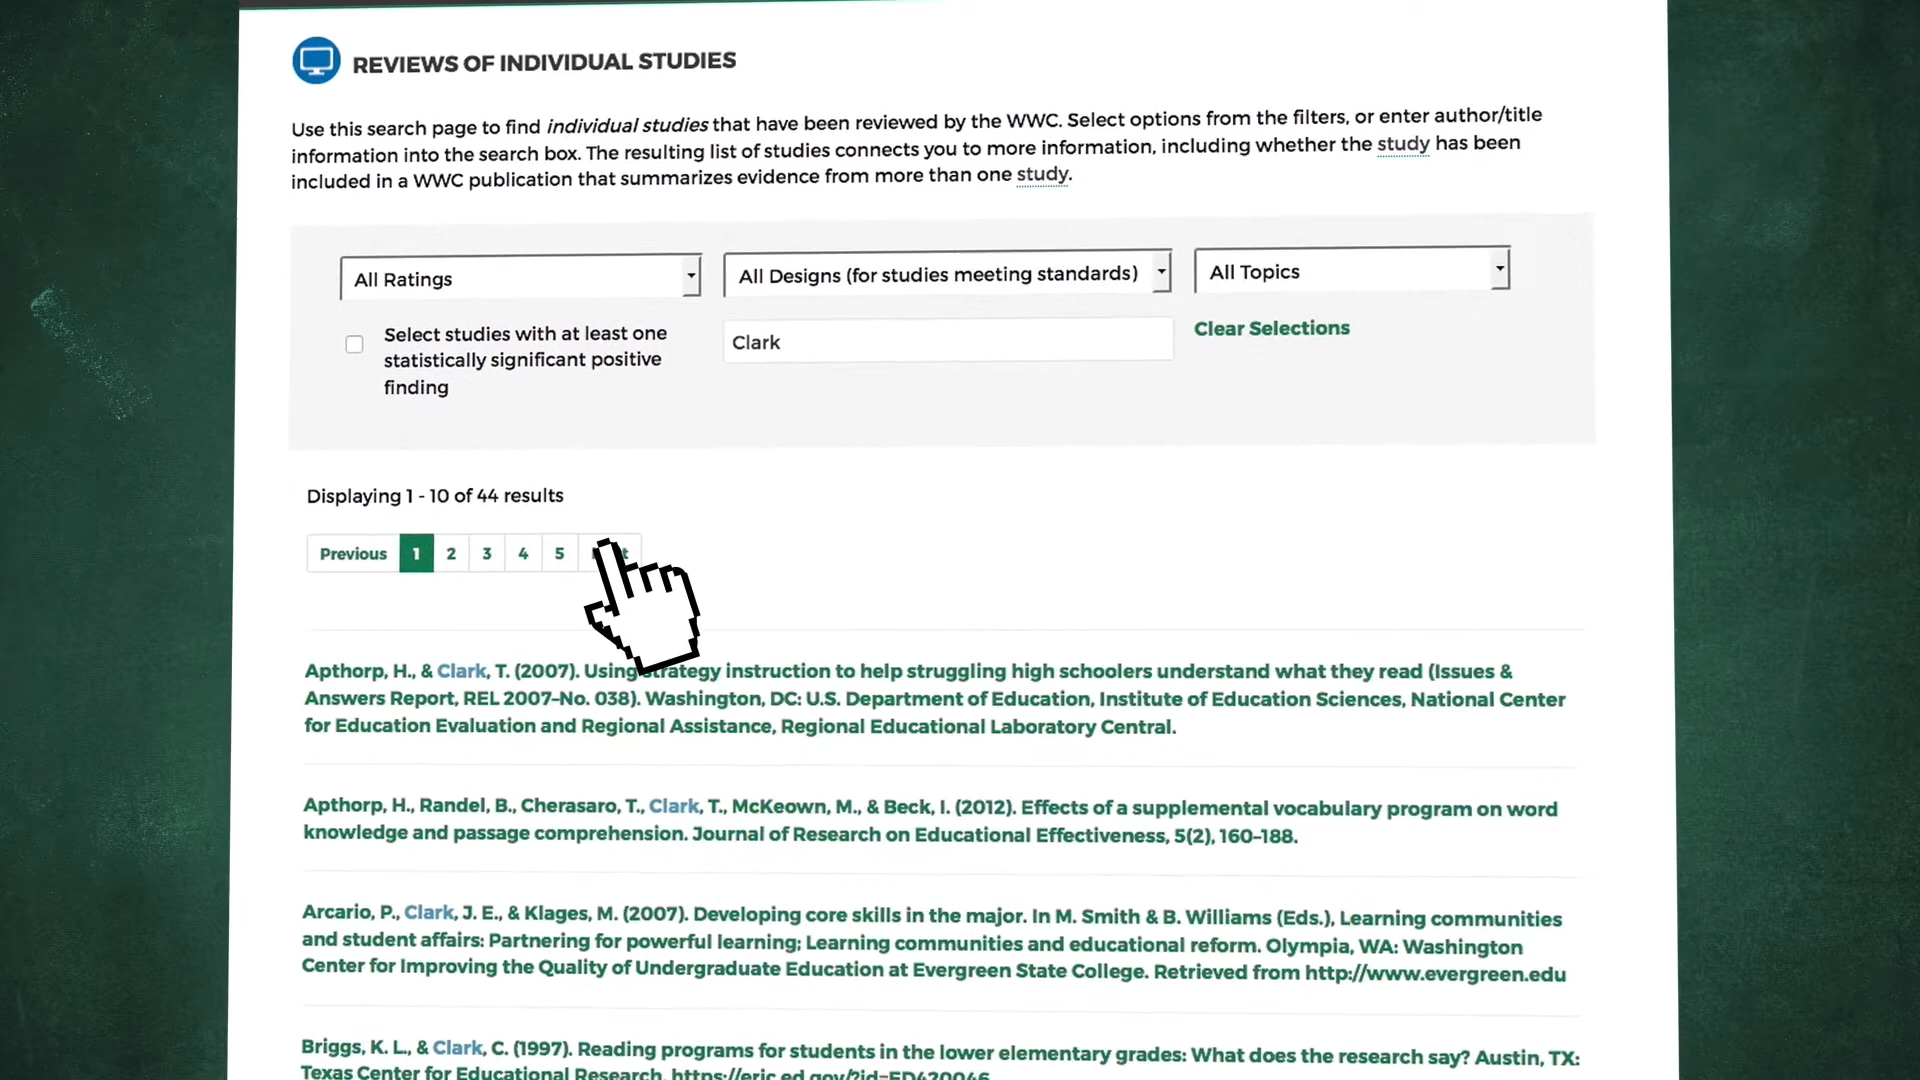 REVIEWS OF INDIVIDUAL STUDIES
Use this search page to find individual studies that have been reviewed by the WWC. Select options from the filters, or enter author/title
information into the search box. The resulting list of studies connects you to more information, including whether the study has been
included in a WWC publication that summarizes evidence from more than one study.
All Ratings
All Designs (for studies meeting standards)
All Topics
Select studies with at least one
statistically significant positive
finding
Clark
Clear Selections
Displaying 1 - 10 of 44 results
Previous 1 2 3 4 5
Apthorp, H., & Clark, T. (2007). Using strategy instruction to help struggling high schoolers understand what they read (Issues &
Answers Report, REL 2007–No. 038). Washington, DC: U.S. Department of Education, Institute of Education Sciences, National Center
for Education Evaluation and Regional Assistance, Regional Educational Laboratory Central.
Apthorp, H., Randel, B., Cherasaro, T., Clark, T., McKeown, M., & Beck, I. (2012). Effects of a supplemental vocabulary program on word
knowledge and passage comprehension. Journal of Research on Educational Effectiveness, 5(2), 160–188.
Arcario, P., Clark, J. E., & Klages, M. (2007). Developing core skills in the major. In M. Smith & B. Williams (Eds.), Learning communities
and student affairs: Partnering for powerful learning; Learning communities and educational reform. Olympia, WA: Washington
Center for Improving the Quality of Undergraduate Education at Evergreen State College. Retrieved from http://www.evergreen.edu
Briggs, K. L., & Clark, C. (1997). Reading programs for students in the lower elementary grades: What does the research say? Austin, TX:
Texas Center for Educational Research. https://eric.ed.gov/?id=ED420046